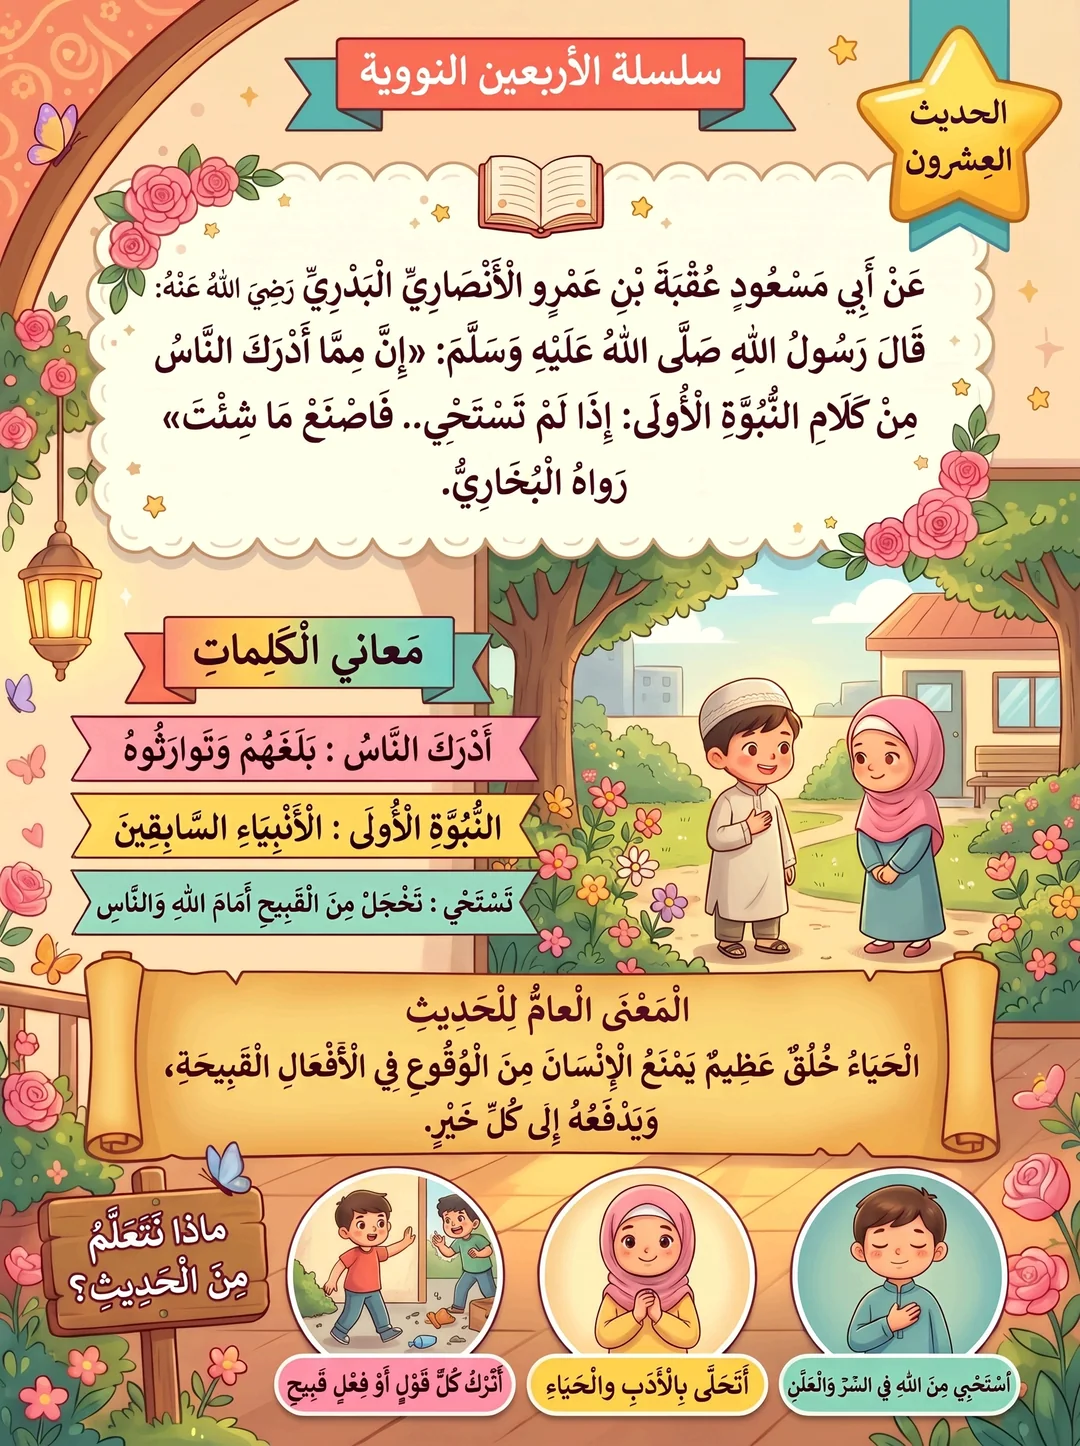 سلسلة الأربعين النووية
الحديث
العِشرون
عَنْ أَبِي مَسْعُودٍ عُقْبَةَ بْنِ عَمْرٍو الْأَنْصَارِيِّ الْبَدْرِيِّ رَضِيَ اللهُ عَنْهُ:
قَالَ رَسُولُ اللهِ صَلَّى اللهُ عَلَيْهِ وَسَلَّمَ: «إِنَّ مِمَّا أَدْرَكَ النَّاسُ
مِنْ كَلَامِ النُّبُوَّةِ الْأُولَى: إِذَا لَمْ تَسْتَحْيِ.. فَاصْنَعْ مَا شِئْتَ»
رَواهُ الْبُخَارِيُّ.
مَعاني الْكَلِماتِ
أَدْرَكَ النَّاسُ : بَلَغَهُمْ وَتَوارَثُوهُ
النُّبُوَّةِ الْأُولَى : الْأَنْبِيَاءِ السَّابِقِينَ
تَسْتَحْيِ : تَخْجَلْ مِنَ الْقَبِيحِ أَمَامَ اللهِ وَالنَّاسِ
الْمَعْنَى الْعامُّ لِلْحَدِيثِ
الْحَيَاءُ خُلُقٌ عَظِيمٌ يَمْنَعُ الْإِنْسَانَ مِنَ الْوُقُوعِ فِي الْأَفْعَالِ الْقَبِيحَةِ،
وَيَدْفَعُهُ إِلَى كُلِّ خَيْرٍ.
ماذا نَتَعَلَّمُ
مِنَ الْحَدِيثِ؟
أَسْتَحْيِي مِنَ اللهِ فِي السِّرِّ وَالْعَلَنِ
أَتَحَلَّى بِالْأَدَبِ والْحَيَاءِ
أَتْرُكُ كُلَّ قَوْلٍ أَوْ فِعْلٍ قَبِيحٍ